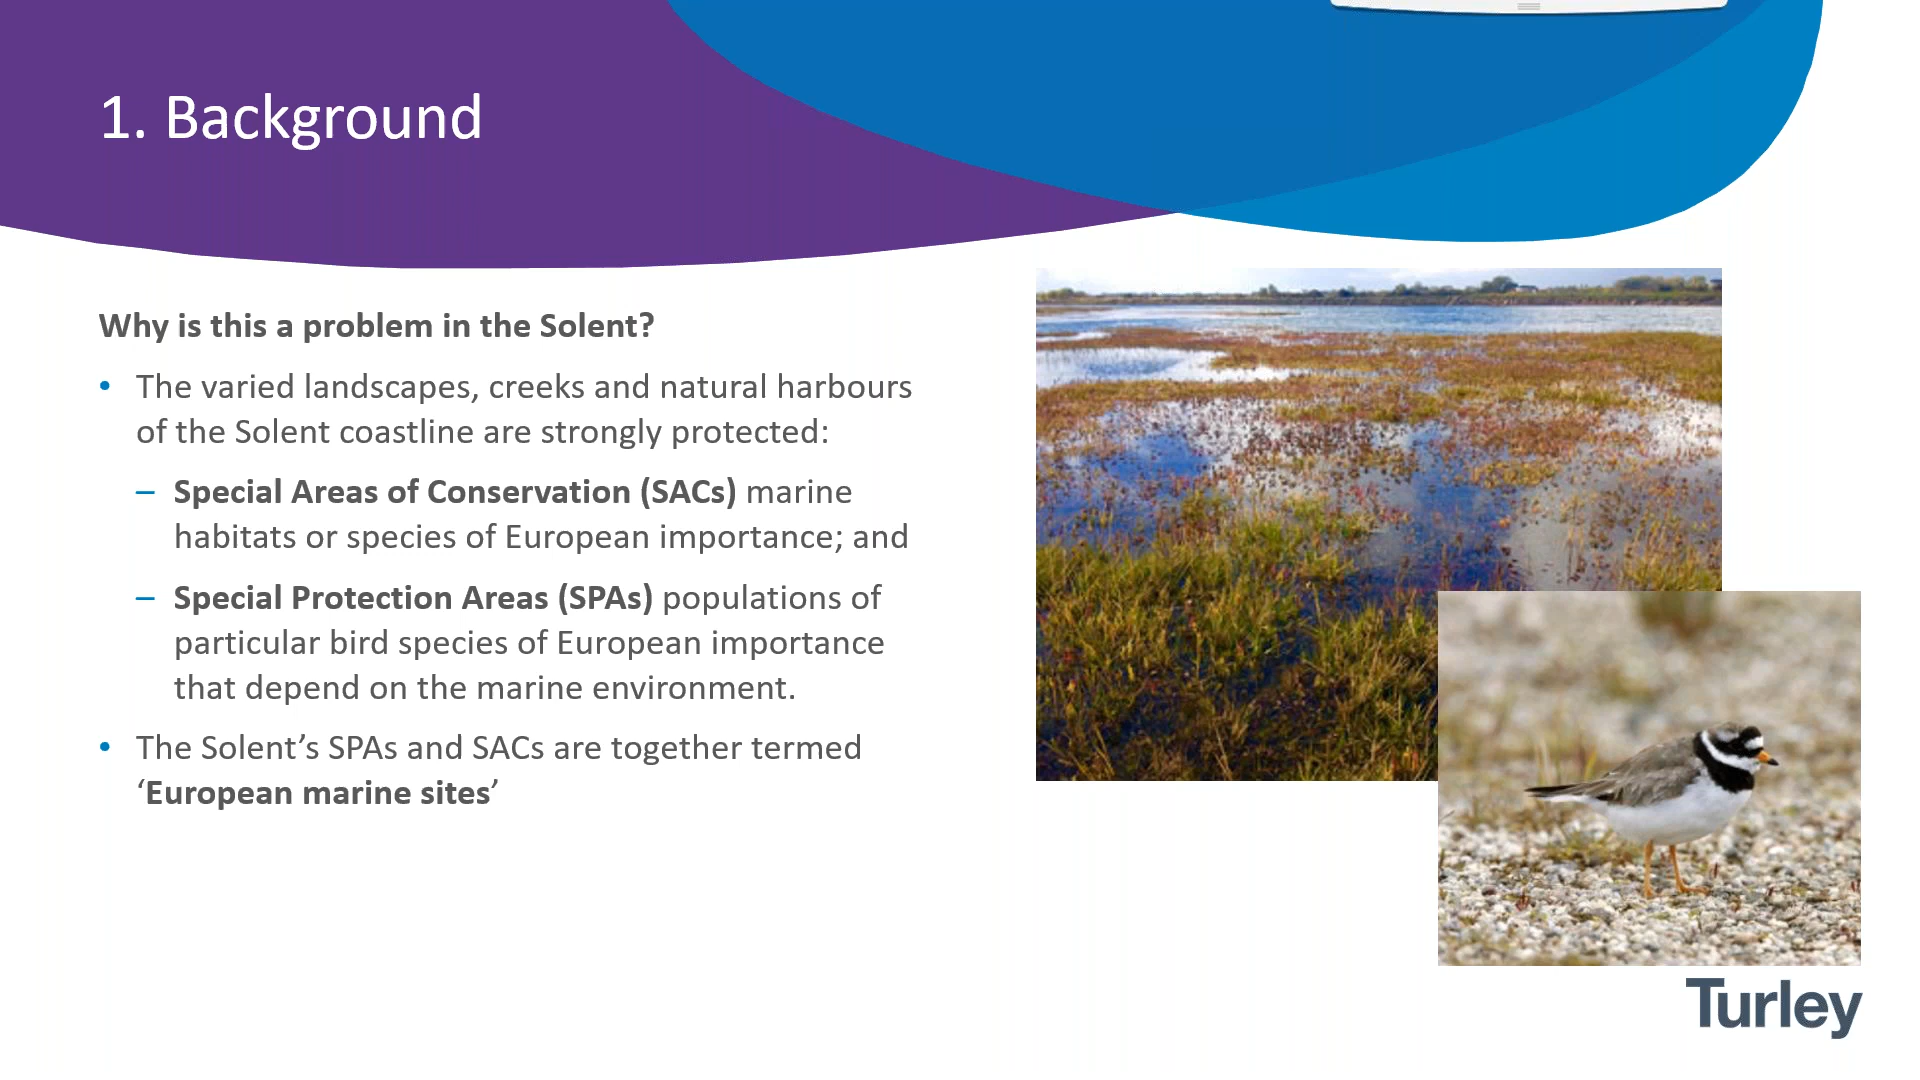 1. Background
Why is this a problem in the Solent?
• The varied landscapes, creeks and natural harbours
of the Solent coastline are strongly protected:
– Special Areas of Conservation (SACs) marine
habitats or species of European importance; and
– Special Protection Areas (SPAs) populations of
particular bird species of European importance
that depend on the marine environment.
• The Solent’s SPAs and SACs are together termed
‘European marine sites’
Turley